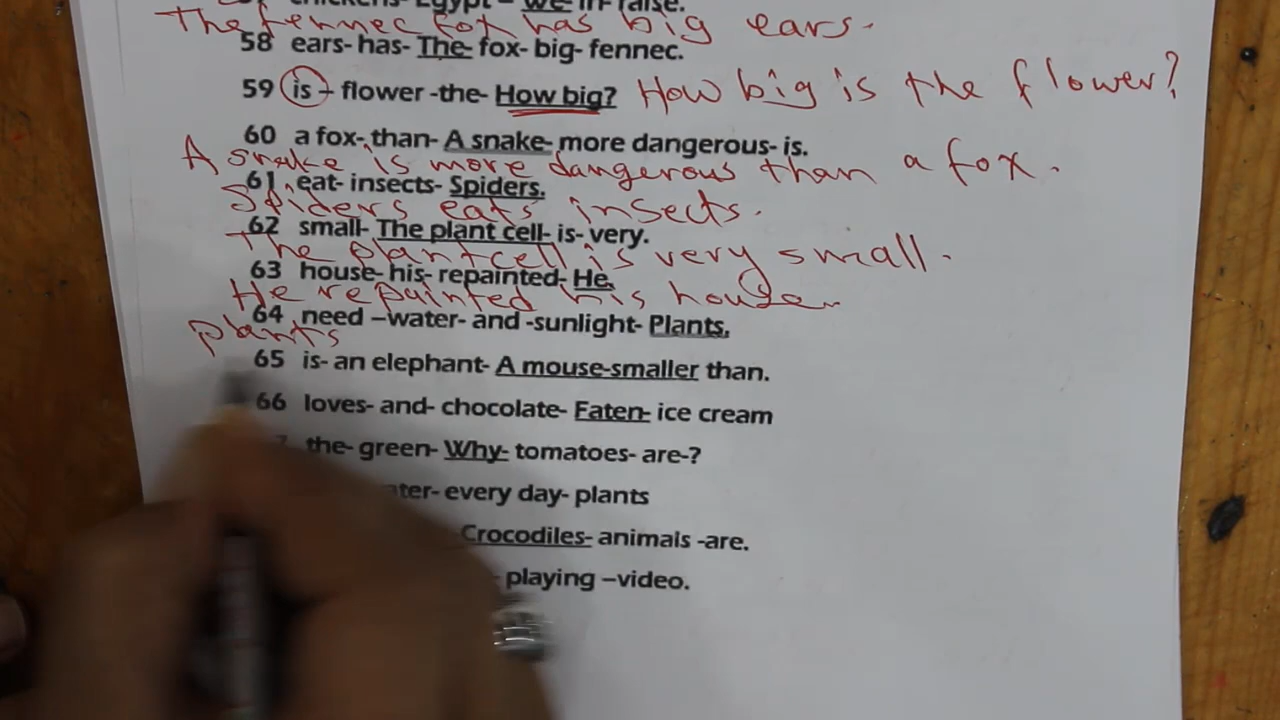 chickens- Egypt – We in- raise.
The fennec fox has big ears.
58 ears- has- The- fox- big- fennec.
59 is – flower -the- How big? How big is the flower?
60 a fox- than- A snake- more dangerous- is.
A snake is more dangerous than a fox.
61 eat- insects- Spiders.
Spiders eats insects.
62 small- The plant cell- is- very.
The plant cell is very small.
63 house- his- repainted- He.
He repainted his house
64 need –water- and -sunlight- Plants.
plants
65 is- an elephant- A mouse-smaller than.
66 loves- and- chocolate- Faten- ice cream
the- green- Why- tomatoes- are-?
every day- plants
Crocodiles- animals -are.
- playing –video.